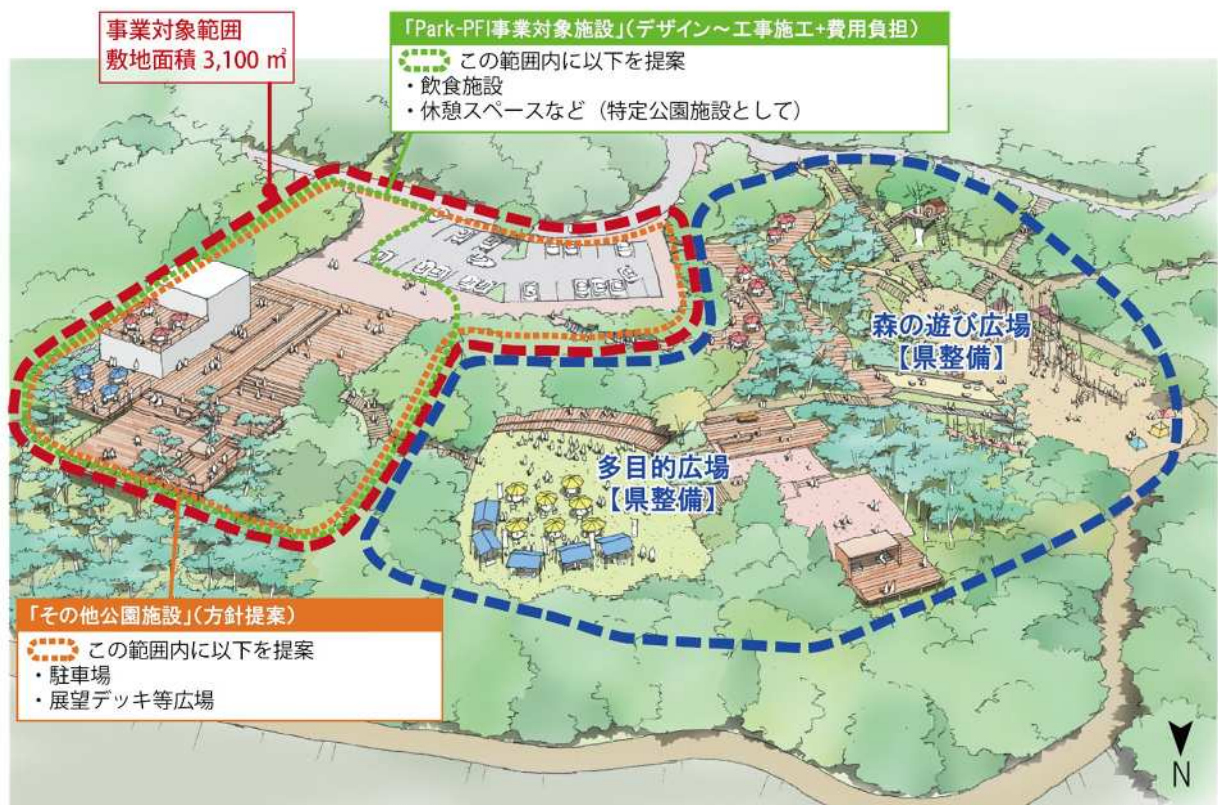 事業対象範囲
敷地面積 3,100 ㎡
「Park-PFI事業対象施設」(デザイン～工事施工+費用負担)
この範囲内に以下を提案
・飲食施設
・休憩スペースなど（特定公園施設として）
森の遊び広場
【県整備】
多目的広場
【県整備】
「その他公園施設」(方針提案)
この範囲内に以下を提案
・駐車場
・展望デッキ等広場
N